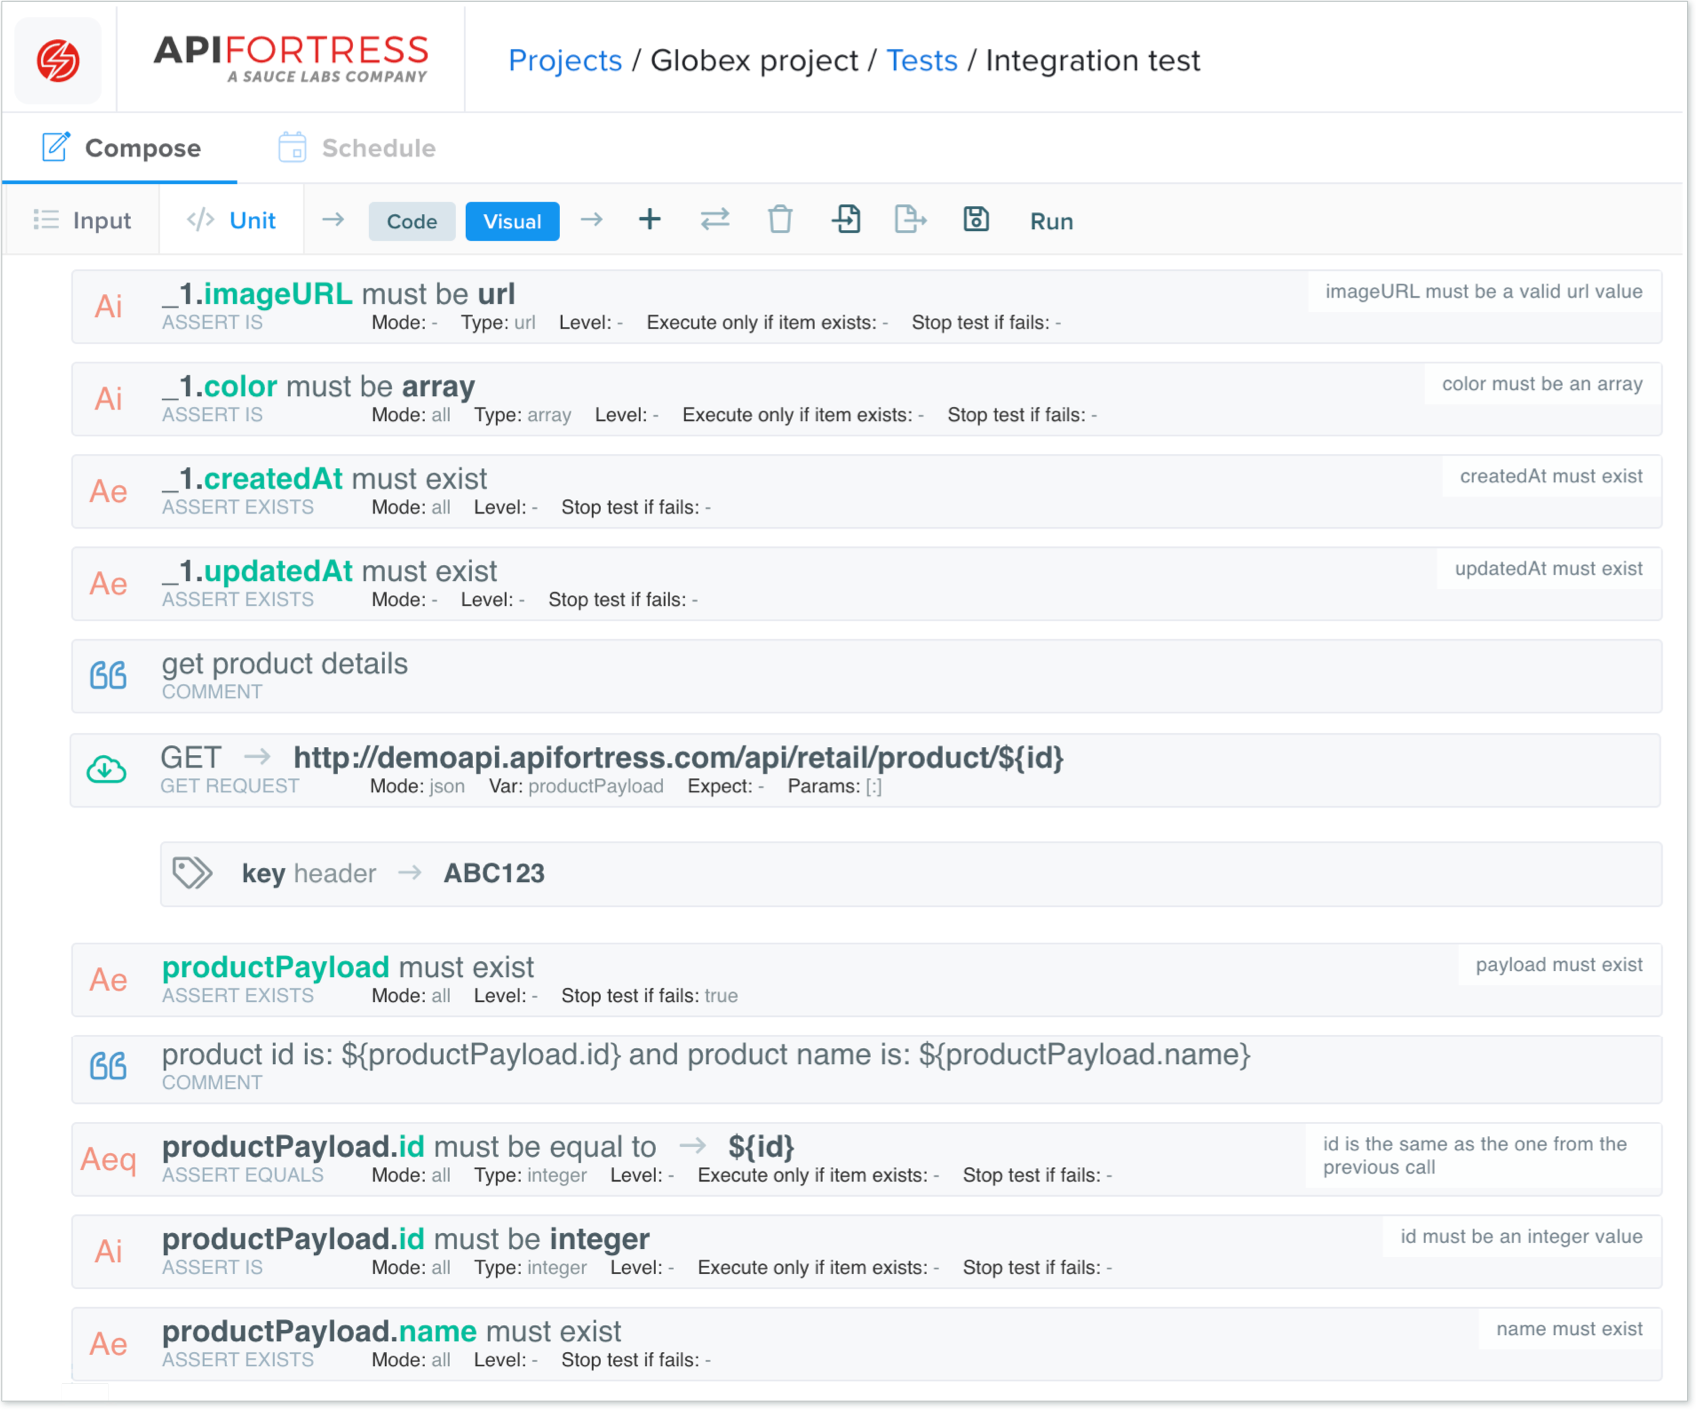 APIFORTRESS
A SAUCE LABS COMPANY
Projects / Globex project / Tests / Integration test
Compose
Schedule
Input
</> Unit
Code
Visual
Run
Ai
_1.imageURL must be url
imageURL must be a valid url value
ASSERT IS Mode: - Type: url Level: - Execute only if item exists: - Stop test if fails: -
Ai
_1.color must be array
color must be an array
ASSERT IS Mode: all Type: array Level: - Execute only if item exists: - Stop test if fails: -
Ae
_1.createdAt must exist
createdAt must exist
ASSERT EXISTS Mode: all Level: - Stop test if fails: -
Ae
_1.updatedAt must exist
updatedAt must exist
ASSERT EXISTS Mode: - Level: - Stop test if fails: -
get product details
COMMENT
GET → http://demoapi.apifortress.com/api/retail/product/${id}
GET REQUEST Mode: json Var: productPayload Expect: - Params: [:]
key header → ABC123
Ae
productPayload must exist
payload must exist
ASSERT EXISTS Mode: all Level: - Stop test if fails: true
product id is: ${productPayload.id} and product name is: ${productPayload.name}
COMMENT
Aeq
productPayload.id must be equal to → ${id}
id is the same as the one from the
previous call
ASSERT EQUALS Mode: all Type: integer Level: - Execute only if item exists: - Stop test if fails: -
Ai
productPayload.id must be integer
id must be an integer value
ASSERT IS Mode: all Type: integer Level: - Execute only if item exists: - Stop test if fails: -
Ae
productPayload.name must exist
name must exist
ASSERT EXISTS Mode: all Level: - Stop test if fails: -